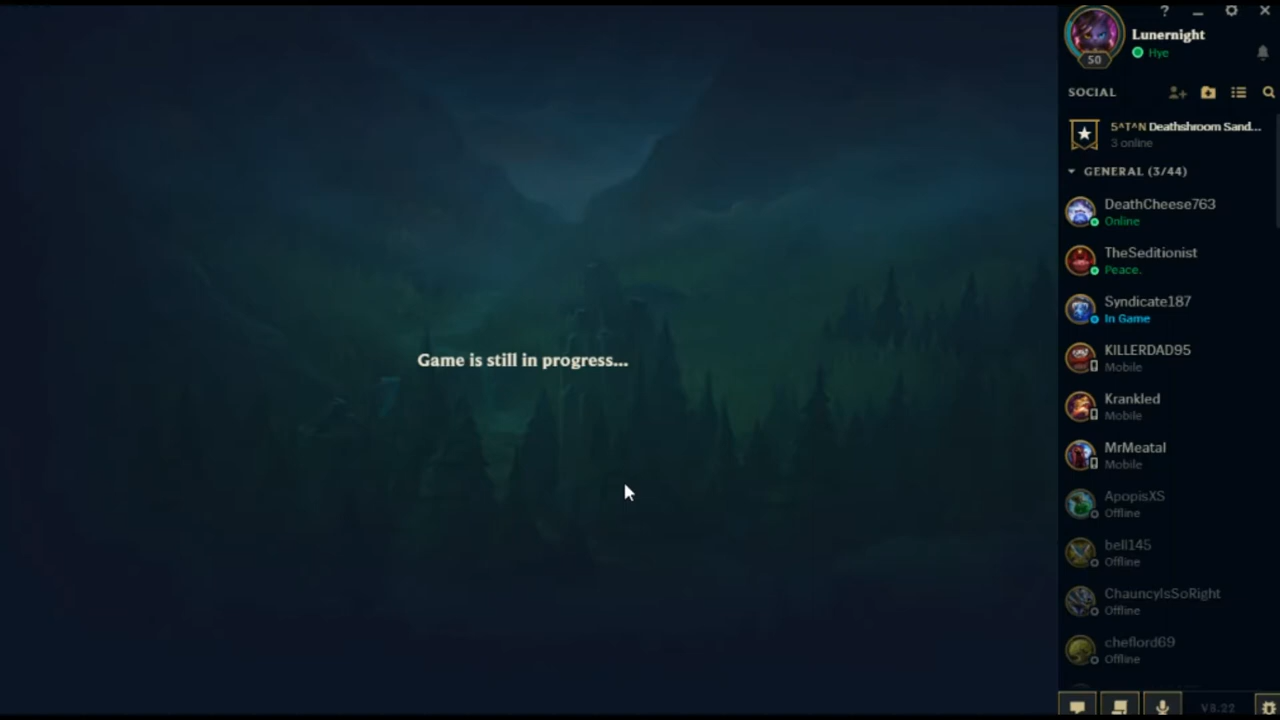 Lunernight
50
Hye
SOCIAL
5^T^N Deathshroom Sand...
3 online
GENERAL (3/44)
DeathCheese763
Online
TheSeditionist
Peace.
Syndicate187
In Game
KILLERDAD95
Mobile
Krankled
Mobile
MrMeatal
Mobile
ApopisXS
Offline
bell145
Offline
ChauncyIsSoRight
Offline
cheflord69
Offline
V8.22
Game is still in progress...